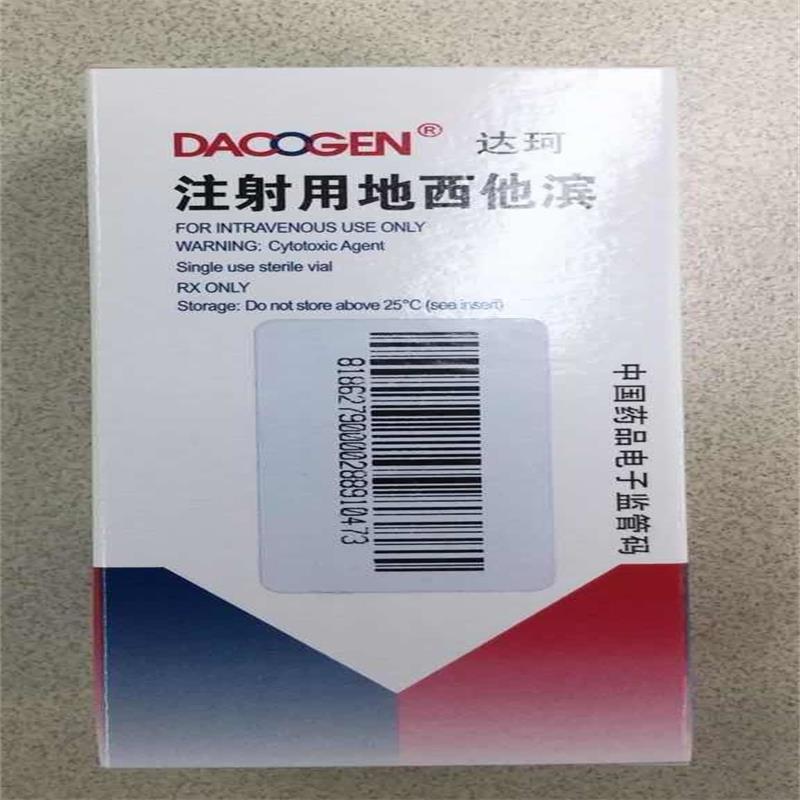 DACOGEN® 达珂
注射用地西他滨
FOR INTRAVENOUS USE ONLY
WARNING: Cytotoxic Agent
Single use sterile vial
RX ONLY
Storage: Do not store above 25°C (see insert)
81862790000288910473
中国药品电子监管码